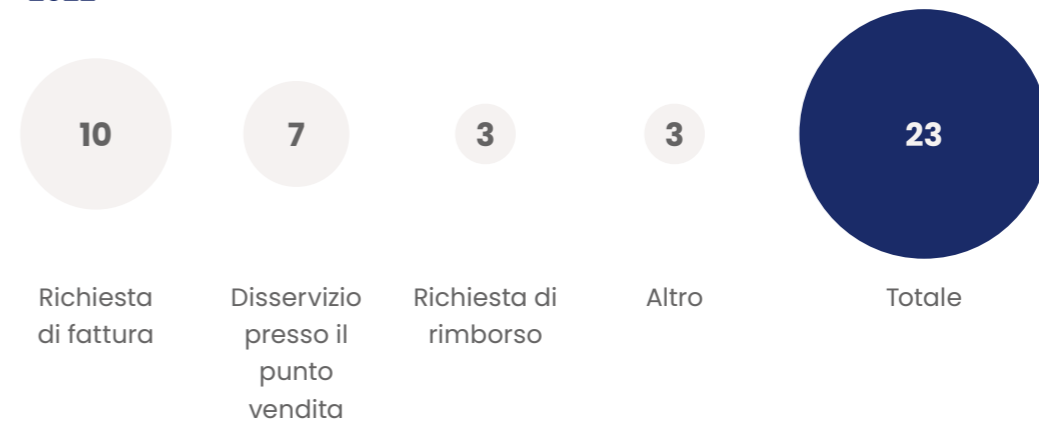 10
7
3
3
23
Richiesta
di fattura
Disservizio
presso il
punto
vendita
Richiesta di
rimborso
Altro
Totale